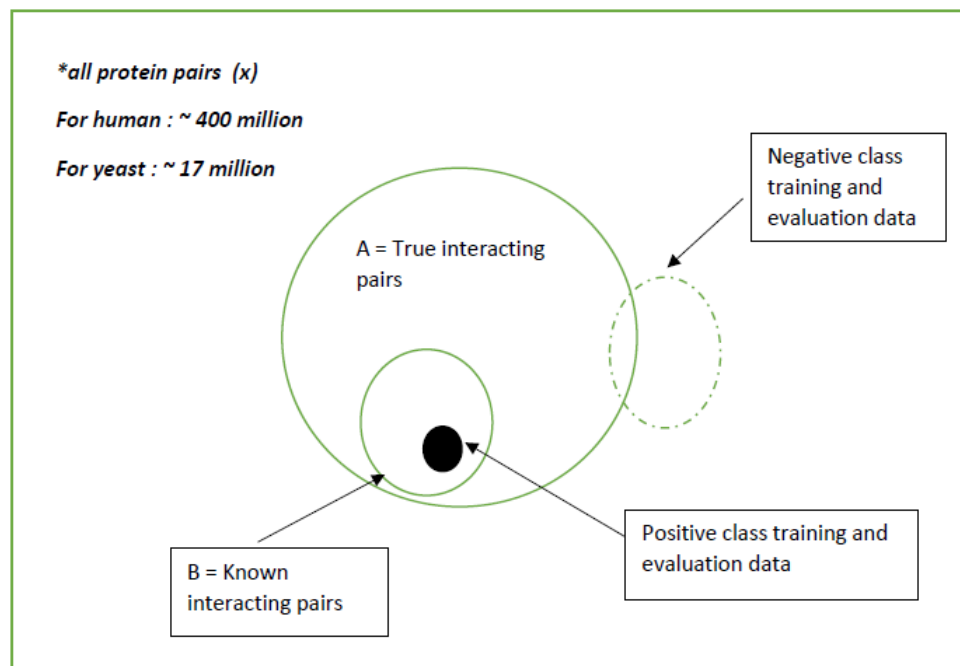 *all protein pairs (x)
For human : ~ 400 million
For yeast : ~ 17 million
Negative class
training and
evaluation data
A = True interacting
pairs
Positive class training and
evaluation data
B = Known
interacting pairs